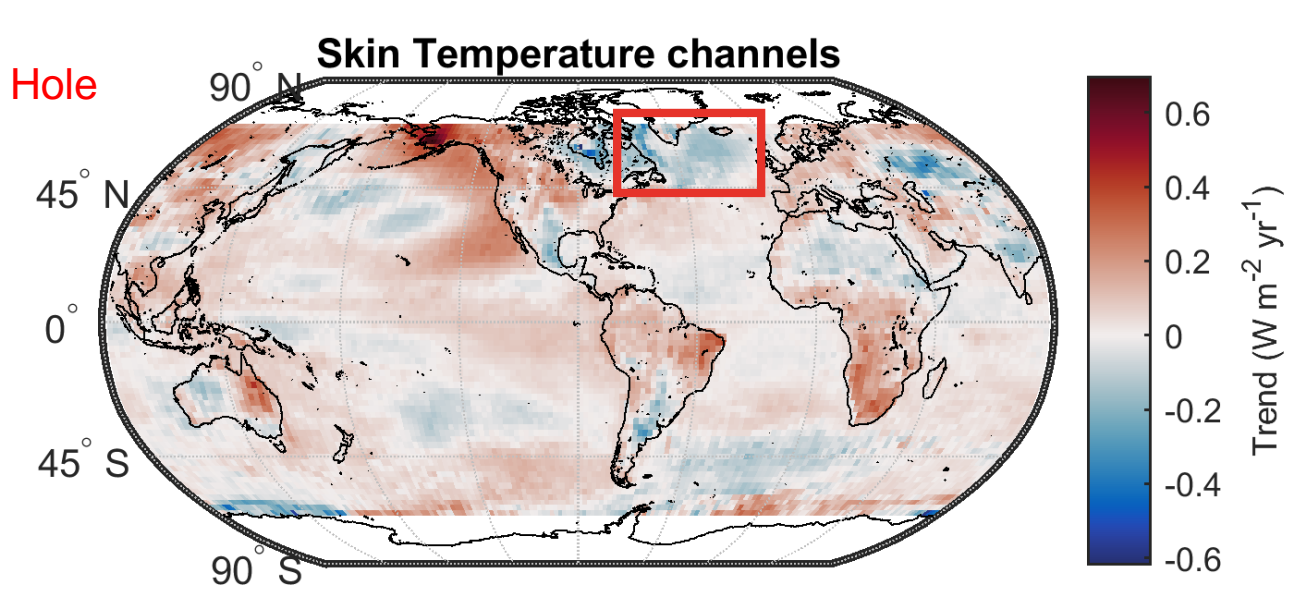 Skin Temperature channels
Hole
90° N
45° N
0°
45° S
90° S
0.6
0.4
0.2
0
-0.2
-0.4
-0.6
Trend (W m⁻² yr⁻¹)